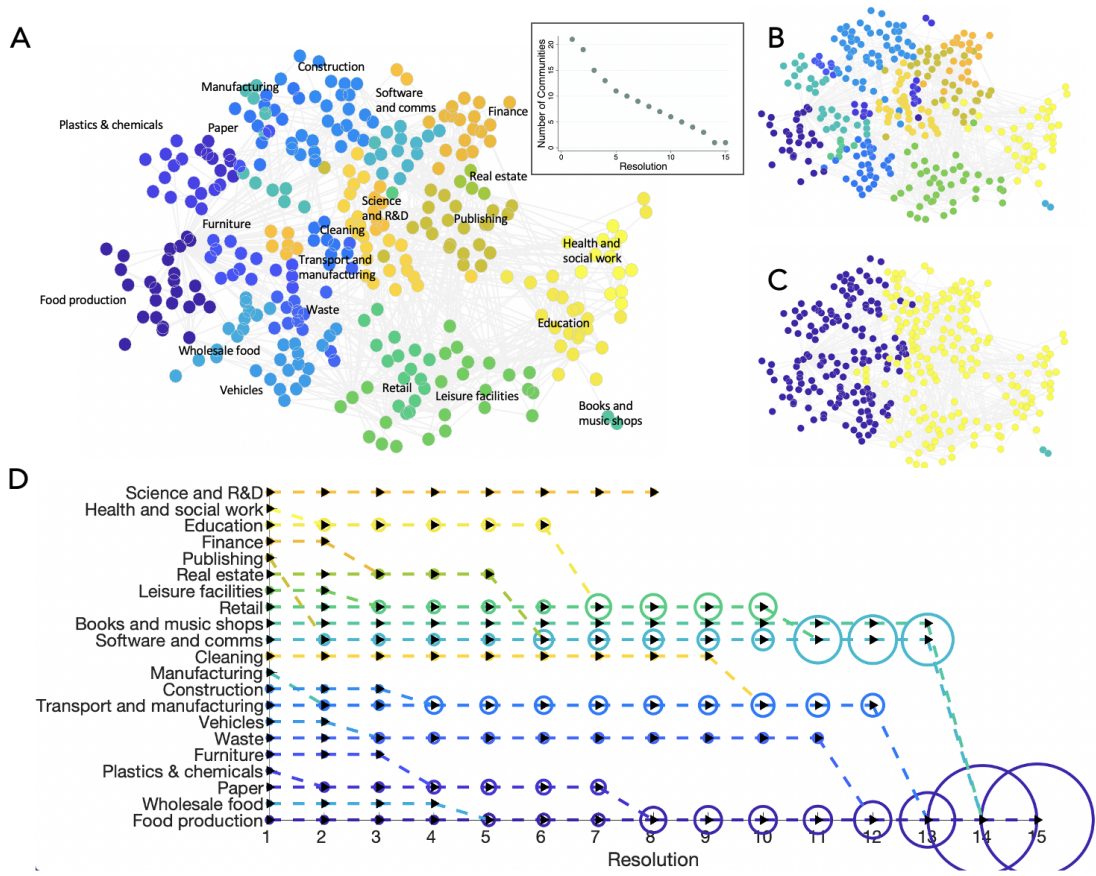 A
Construction
Manufacturing
Software
and comms
Finance
Plastics & chemicals
Paper
Real estate
Science
and R&D
Publishing
Furniture
Cleaning
Health and
social work
Transport and
manufacturing
Food production
Waste
Education
Wholesale food
Vehicles
Retail
Leisure facilities
Books and
music shops
Number of Communities
20
15
10
5
0
0
5
10
15
Resolution
B
C
D
Science and R&D
Health and social work
Education
Finance
Publishing
Real estate
Leisure facilities
Retail
Books and music shops
Software and comms
Cleaning
Manufacturing
Construction
Transport and manufacturing
Vehicles
Waste
Furniture
Plastics & chemicals
Paper
Wholesale food
Food production
1 2 3 4 5 6 7 8 9 10 11 12 13 14 15
Resolution